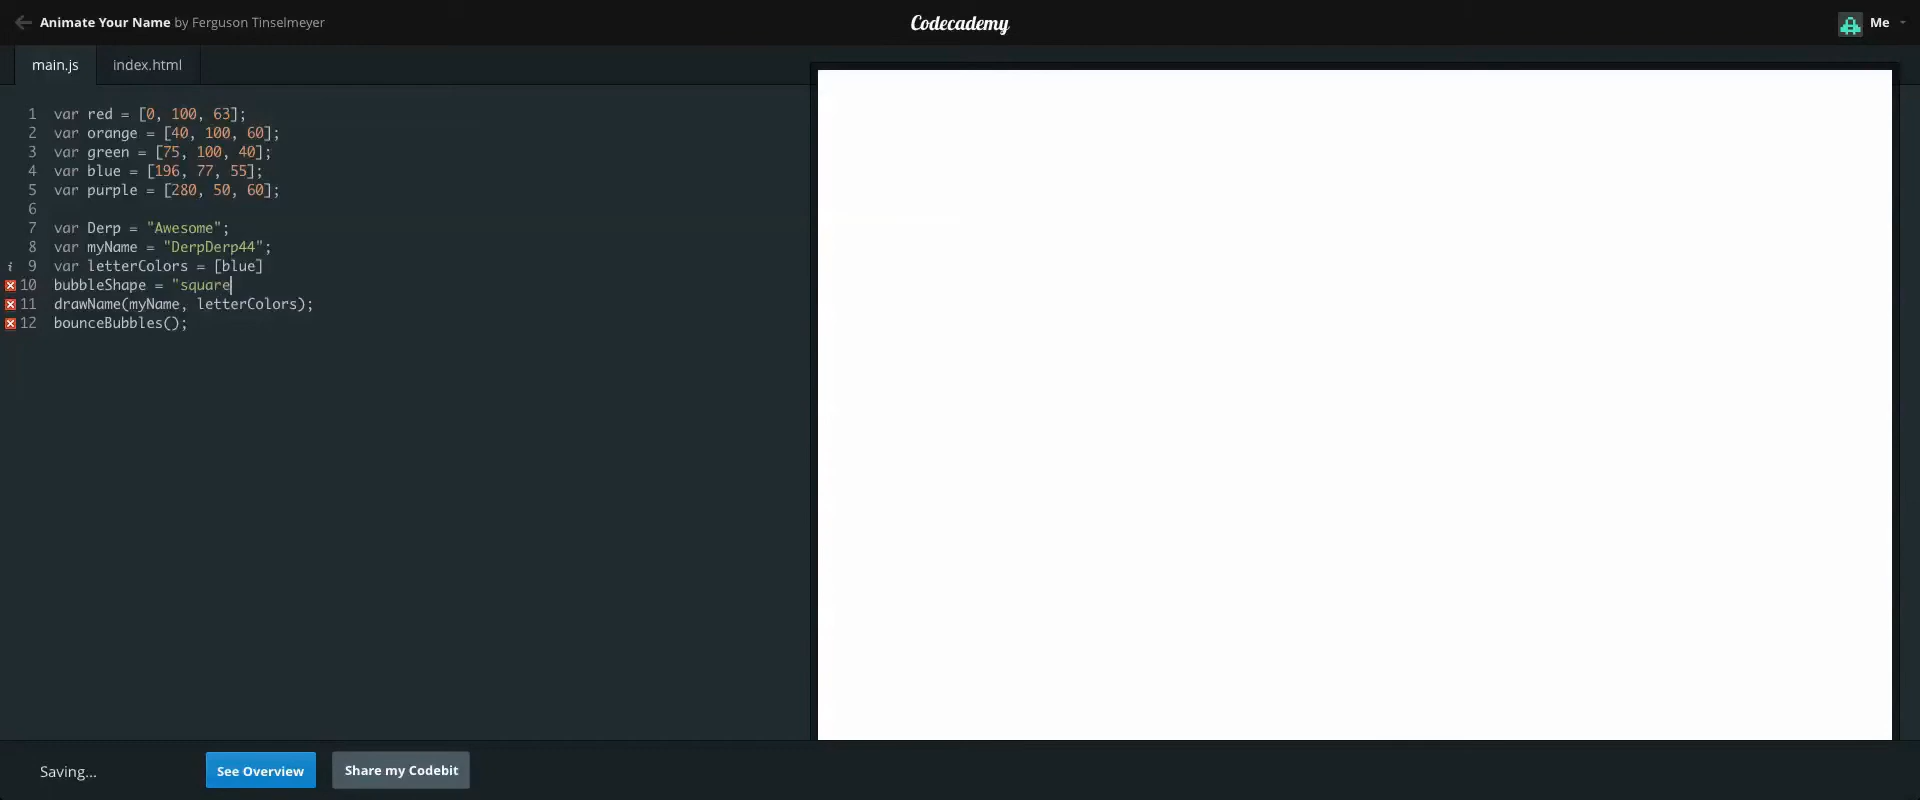 Animate Your Name by Ferguson Tinselmeyer
Codecademy
Me
main.js
index.html
1 var red = [0, 100, 63];
2 var orange = [40, 100, 60];
3 var green = [75, 100, 40];
4 var blue = [196, 77, 55];
5 var purple = [280, 50, 60];
6
7 var Derp = "Awesome";
8 var myName = "DerpDerp44";
i 9 var letterColors = [blue]
10 bubbleShape = "square
11 drawName(myName, letterColors);
12 bounceBubbles();
Saving...
See Overview
Share my Codebit